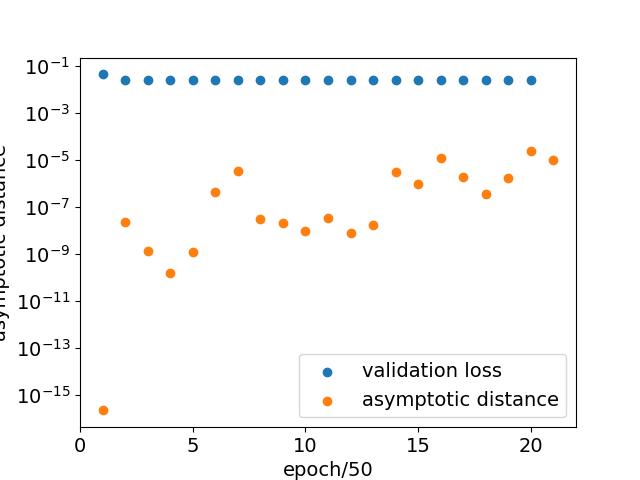 10⁻¹
10⁻³
10⁻⁵
10⁻⁷
10⁻⁹
10⁻¹¹
10⁻¹³
10⁻¹⁵
asymptotic distance
validation loss
asymptotic distance
0 5 10 15 20
epoch/50